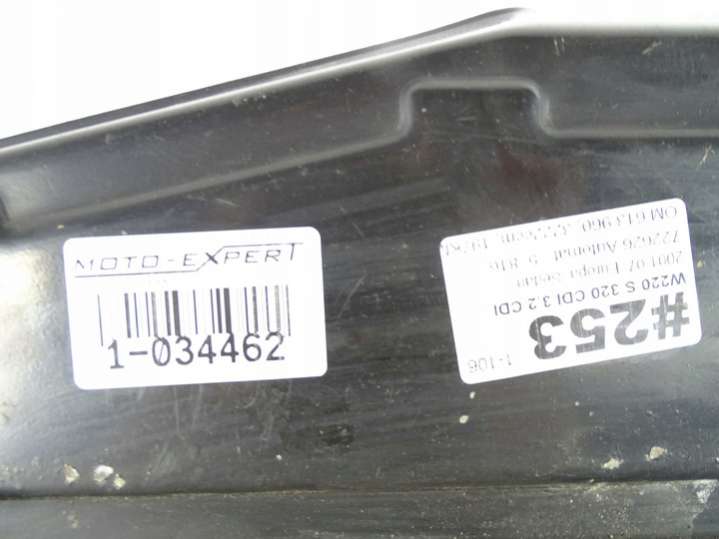 MOTO-EXPERT
1-034462
1-106
#253
W220 S 320 CDI 3.2 CDI
2001.07 Europa Sedan
722626 Automat
OM 613.960